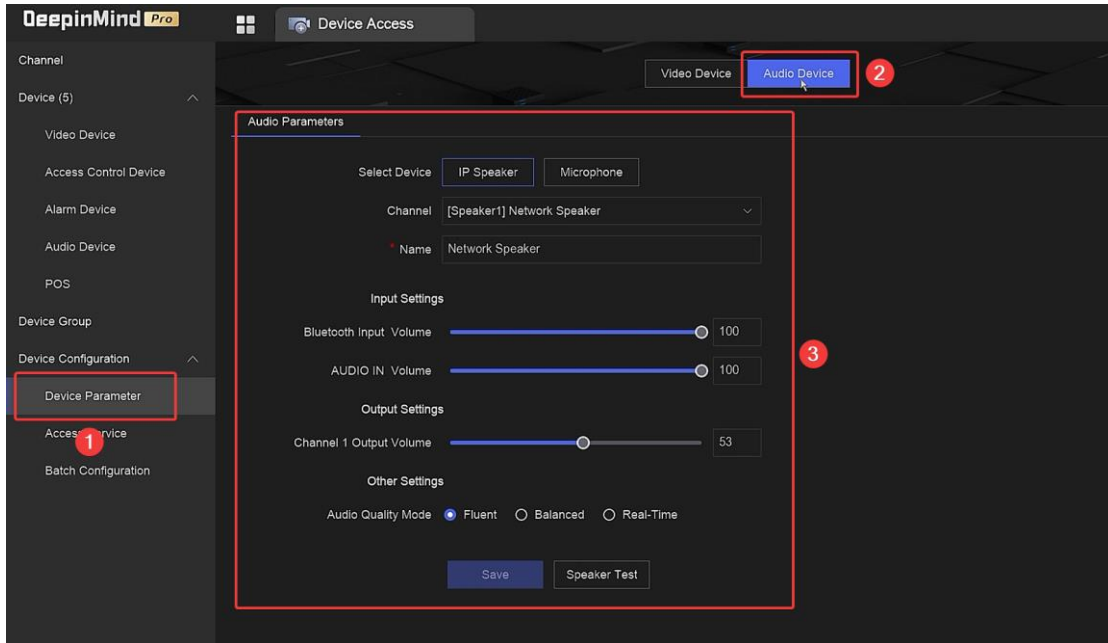 DeepinMind Pro
Device Access
Channel
Device (5)
Video Device
Access Control Device
Alarm Device
Audio Device
POS
Device Group
Device Configuration
Device Parameter
1
Batch Configuration
Video Device
Audio Device
2
Audio Parameters
Select Device IP Speaker Microphone
Channel [Speaker1] Network Speaker
* Name Network Speaker
Input Settings
Bluetooth Input Volume 100
AUDIO IN Volume 100
3
Output Settings
Channel 1 Output Volume 53
Other Settings
Audio Quality Mode Fluent Balanced Real-Time
Save Speaker Test